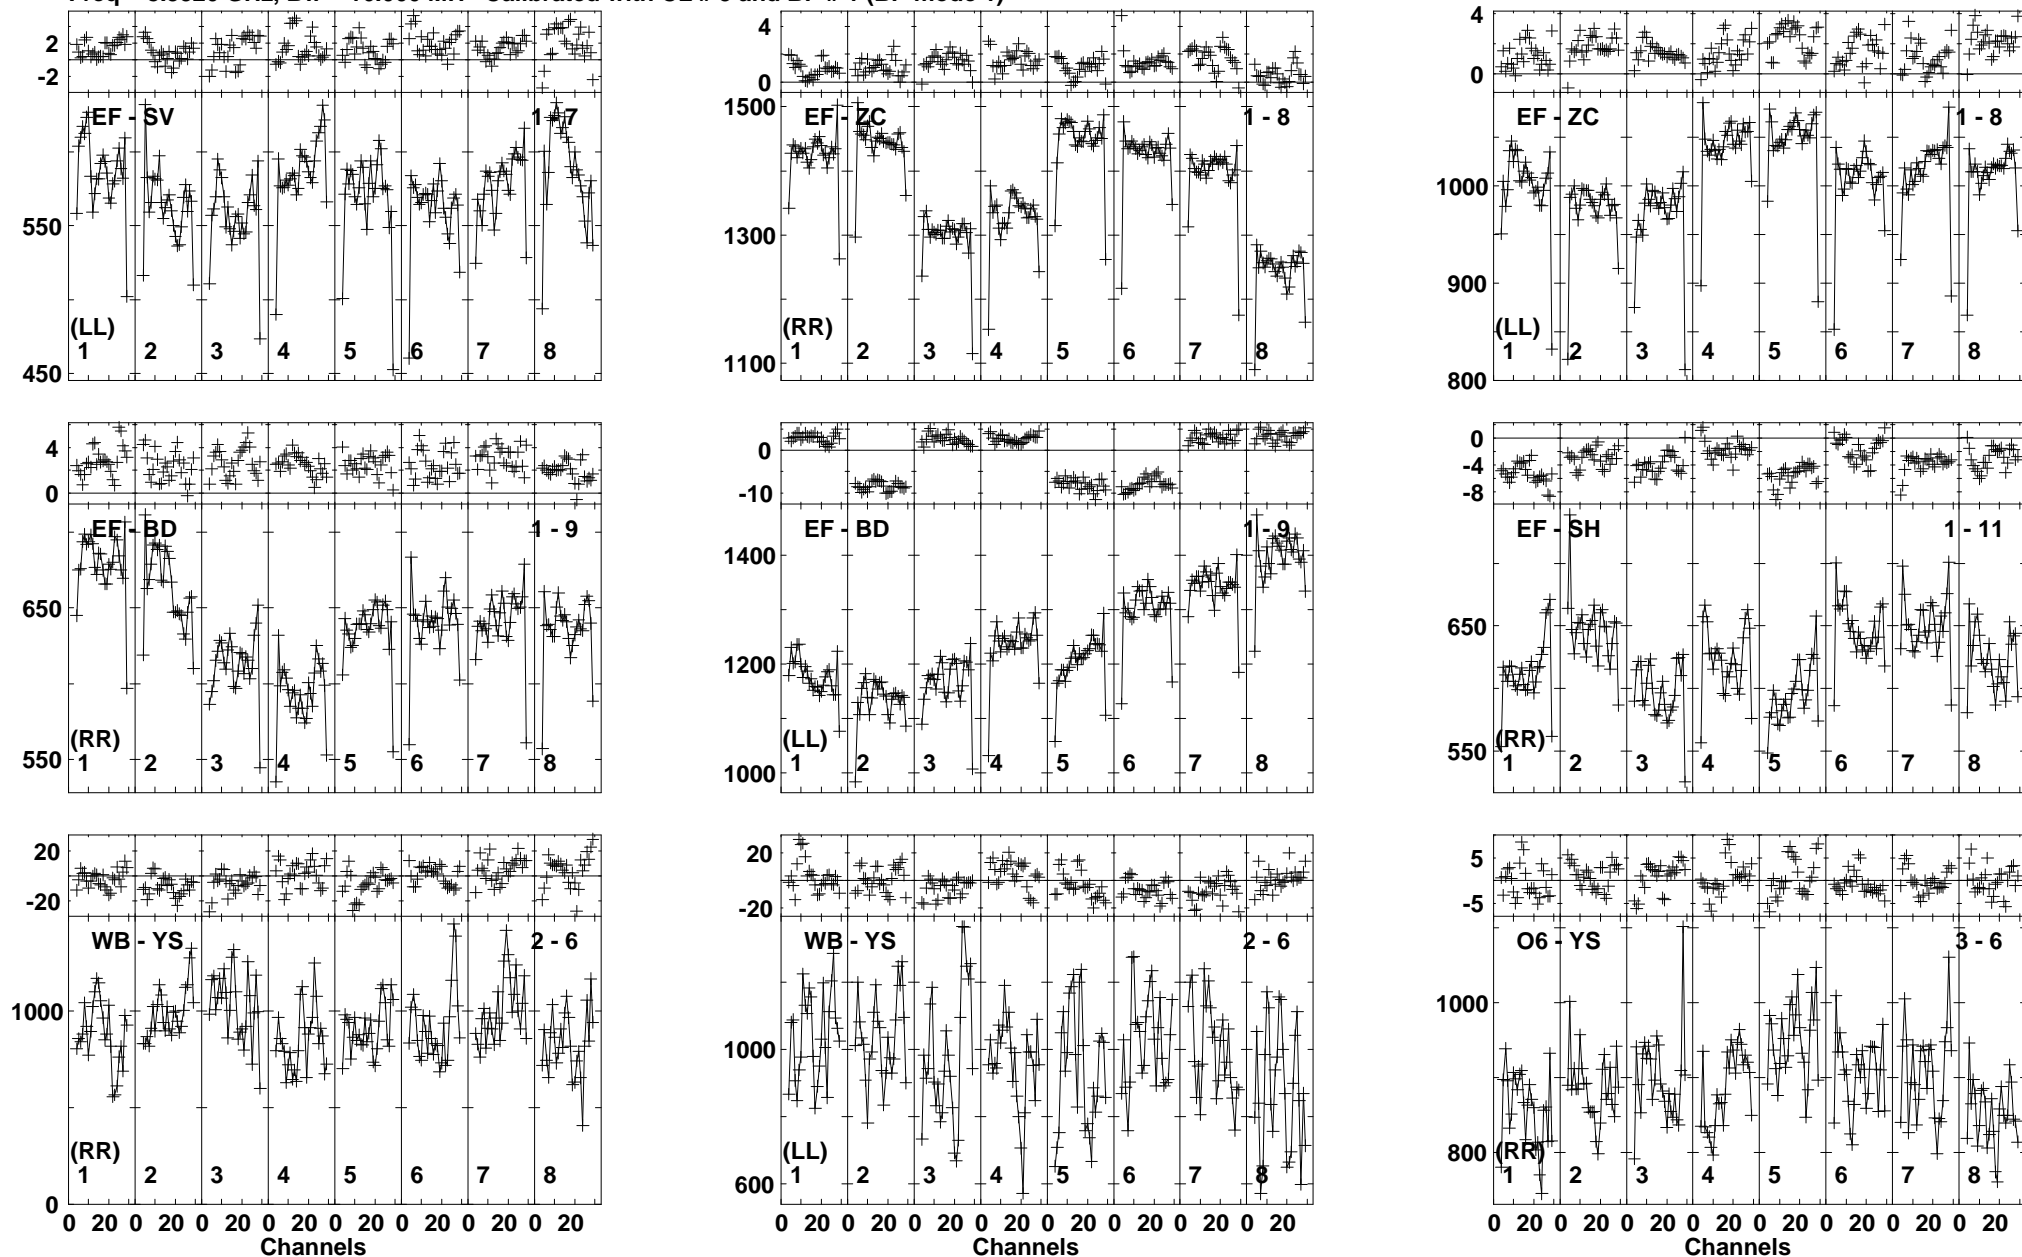 4 4
2 -2 0 0
EF - SV 1 - 7 1500 EF - ZC 1 - 8 EF - ZC 1 - 8
550 1300 1000 900
(LL) (RR) (LL)
1 2 3 4 5 6 7 8 1 2 3 4 5 6 7 8 1 2 3 4 5 6 7 8
450 1100 800
4 0 0 -10 0 -4 -8
EF - BD 1 - 9 EF - BD 1 - 9 EF - SH 1 - 11
650 1400 1200 650
(RR) (LL) (RR)
550 1 2 3 4 5 6 7 8 1000 1 2 3 4 5 6 7 8 550 1 2 3 4 5 6 7 8
20 -20 20 -20 5 -5
WB - YS 2 - 6 WB - YS 2 - 6 O6 - YS 3 - 6
1000 1000 1000
(RR) (LL) 800 (RR)
1 2 3 4 5 6 7 8 600 1 2 3 4 5 6 7 8 1 2 3 4 5 6 7 8
0
0 20 0 20 0 20 0 20 0 20 0 20 0 20 0 20 0 20 0 20 0 20 0 20 0 20 0 20 0 20 0 20 0 20 0 20 0 20 0 20 0 20 0 20 0 20 0 20
Channels Channels Channels